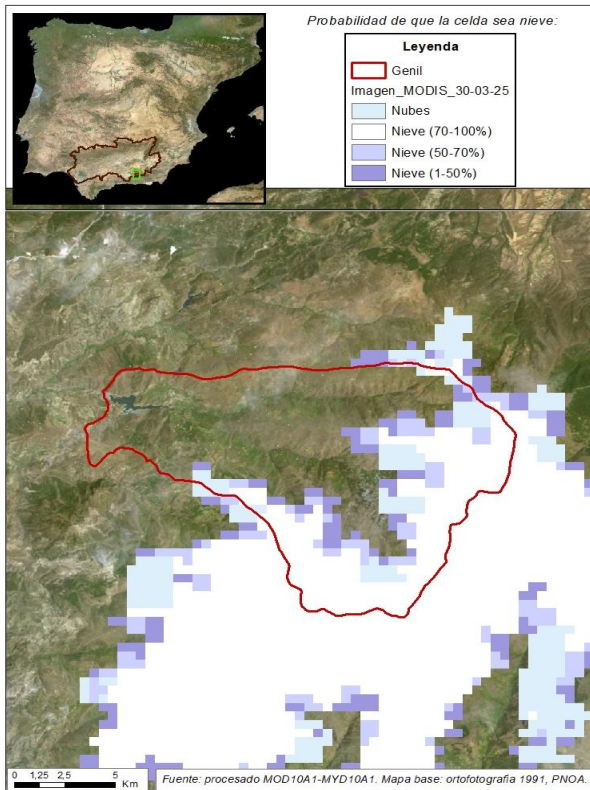 Probabilidad de que la celda sea nieve:
Leyenda
Genil
Imagen_MODIS_30-03-25
Nubes
Nieve (70-100%)
Nieve (50-70%)
Nieve (1-50%)
0 1,25 2,5 5
Km
Fuente: procesado MOD10A1-MYD10A1. Mapa base: ortofotografia 1991, PNOA.